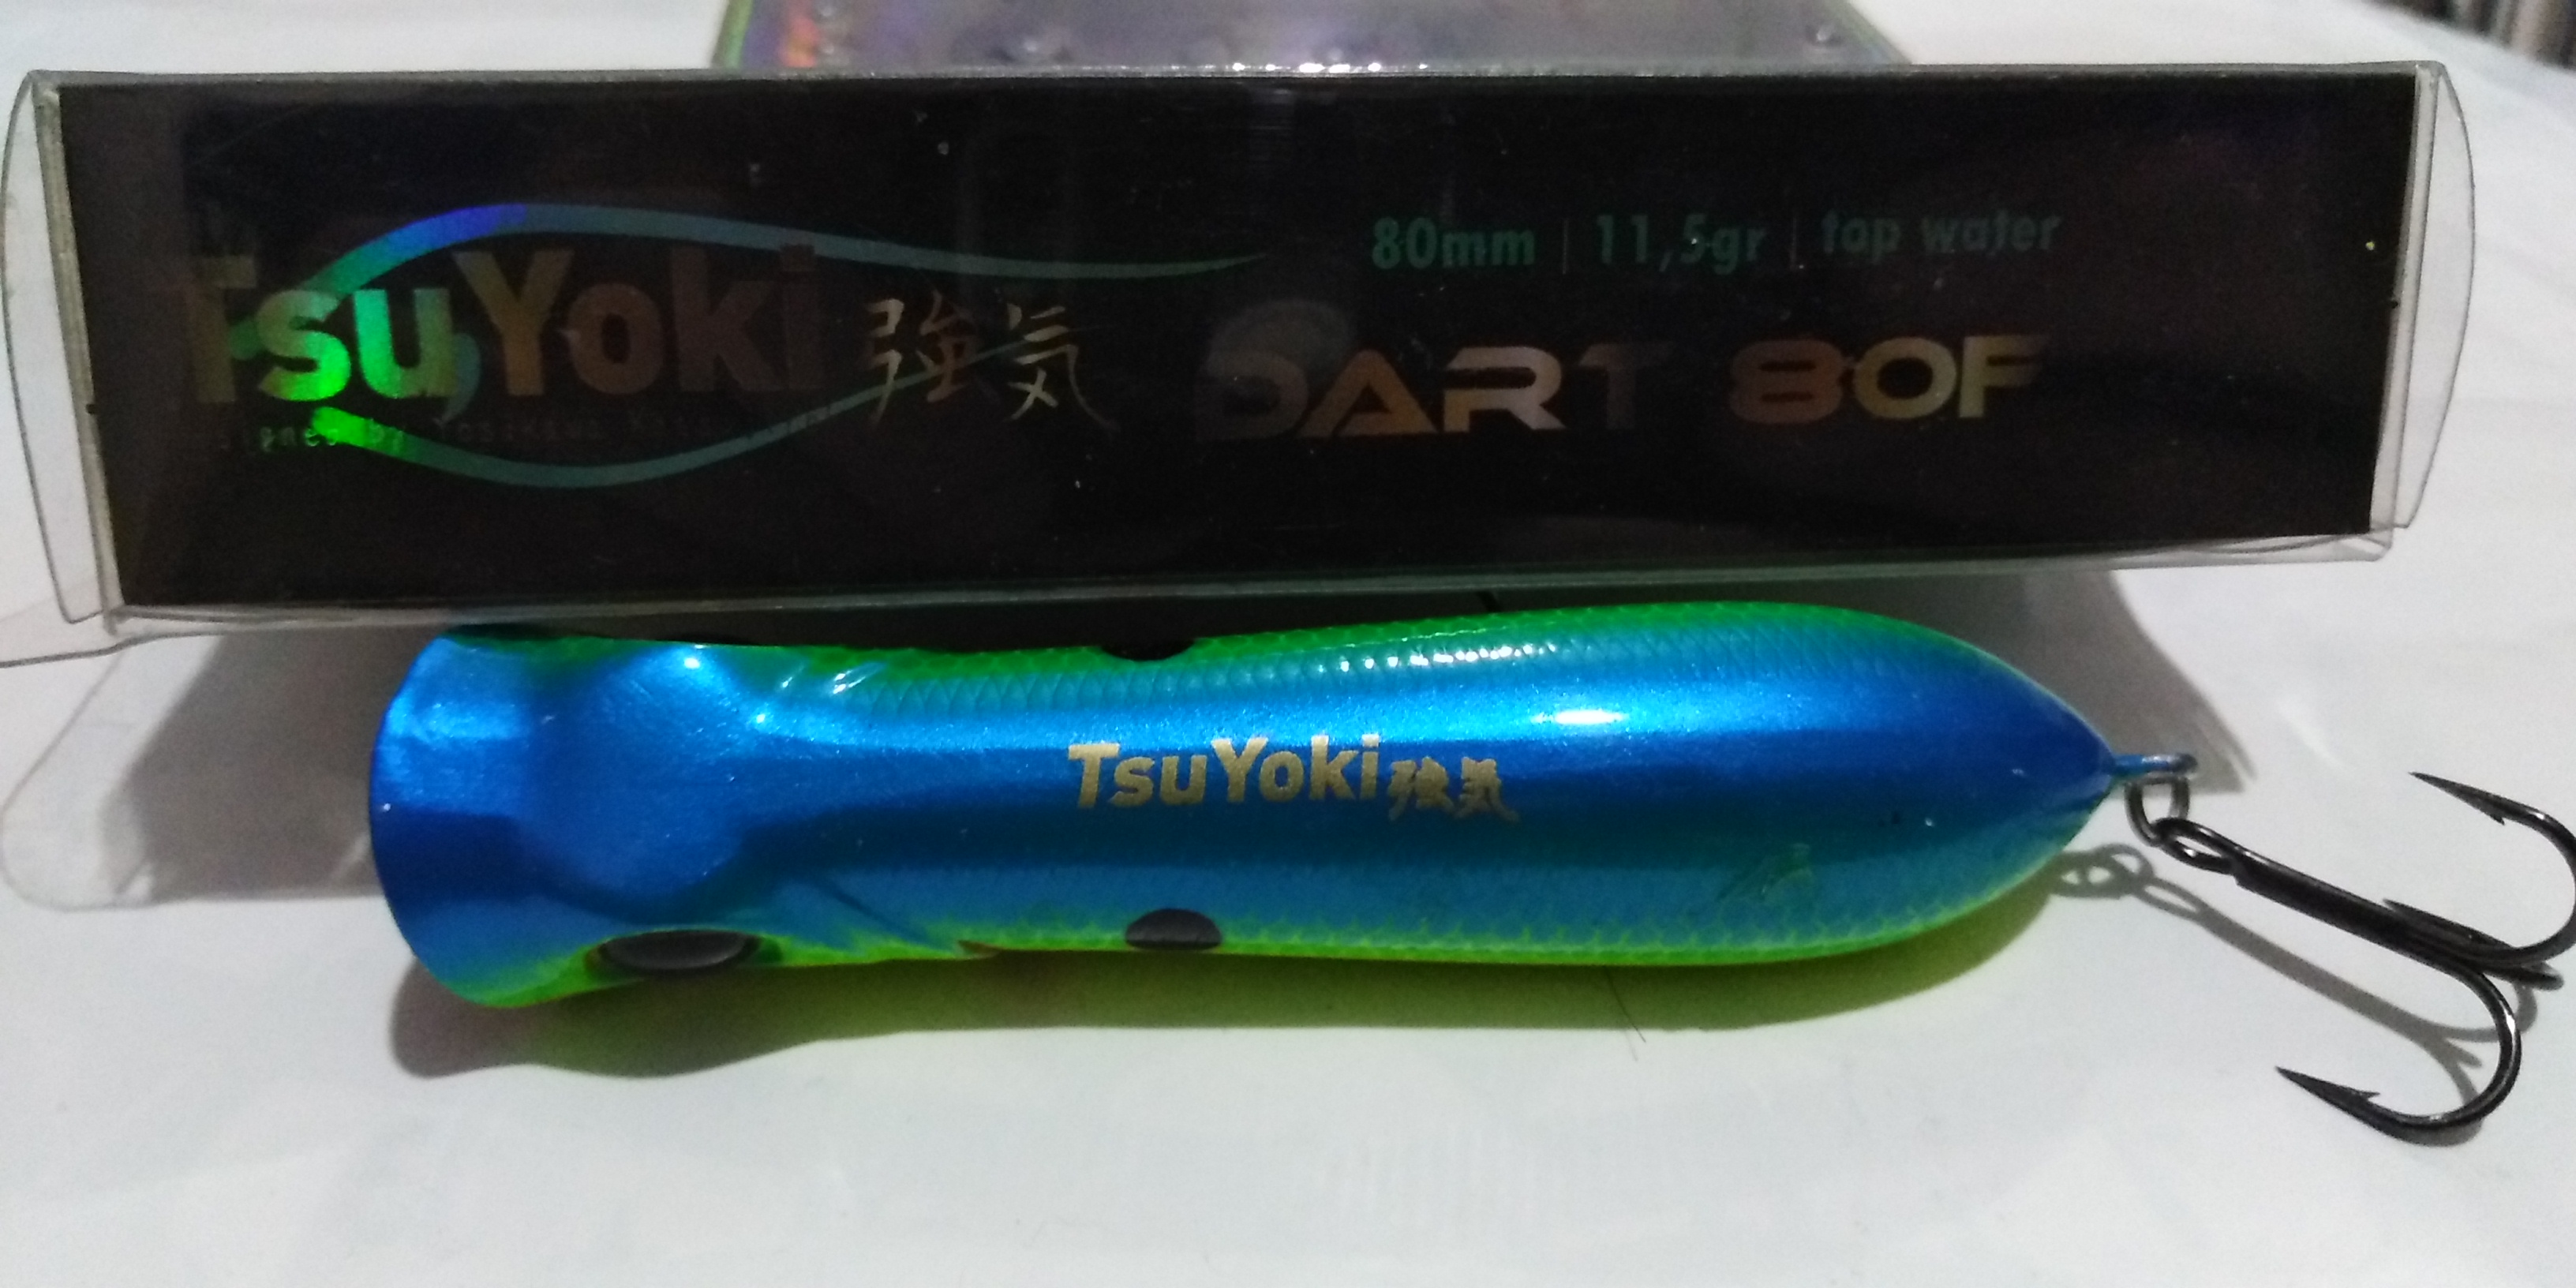 80mm | 11,5gr | top water
TsuYoki 強気
DART 80F
TsuYoki 強気